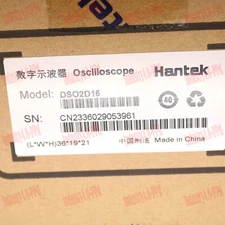 数字示波器 Oscilloscope Hantek
Model: DSO2D15
40
SN: CN2336029053961
(L*W*H)36*19*21 中国制造 Made in China